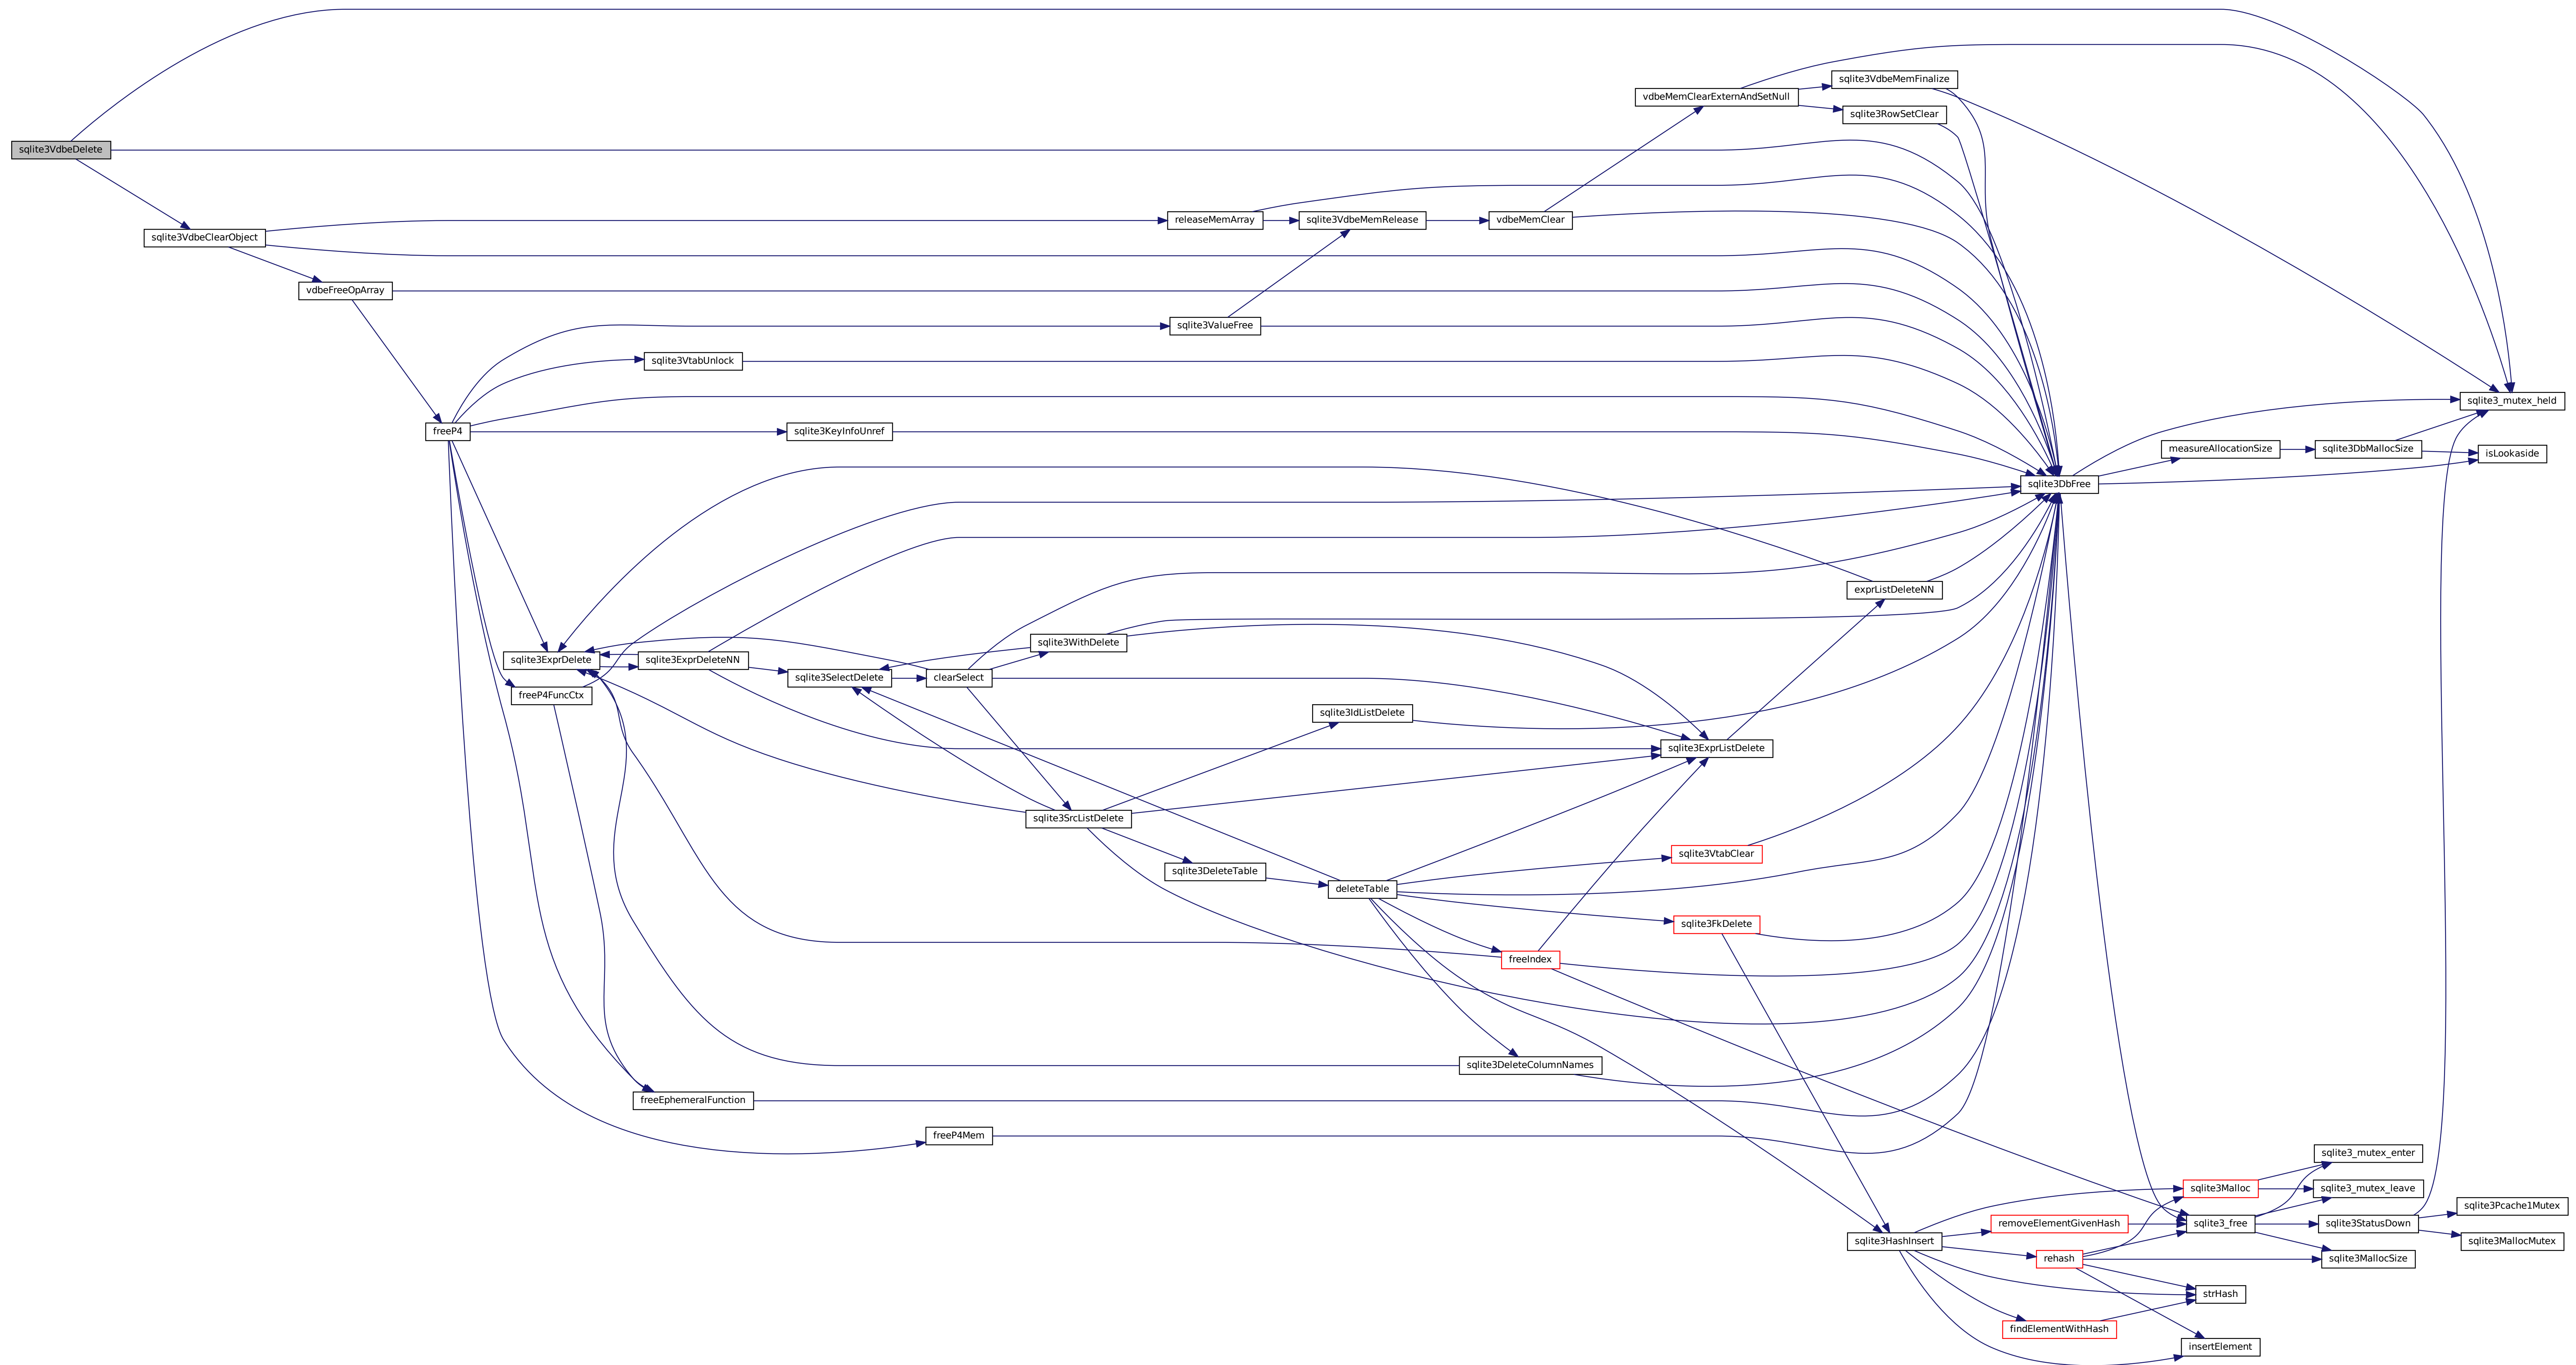 sqlite3VdbeMemFinalize
vdbeMemClearExternAndSetNull
sqlite3RowSetClear
sqlite3VdbeDelete
releaseMemArray
sqlite3VdbeMemRelease
vdbeMemClear
sqlite3VdbeClearObject
vdbeFreeOpArray
sqlite3ValueFree
sqlite3VtabUnlock
sqlite3_mutex_held
freeP4
sqlite3KeyInfoUnref
measureAllocationSize
sqlite3DbMallocSize
isLookaside
sqlite3DbFree
exprListDeleteNN
sqlite3WithDelete
sqlite3ExprDelete
sqlite3ExprDeleteNN
sqlite3SelectDelete
clearSelect
freeP4FuncCtx
sqlite3IdListDelete
sqlite3ExprListDelete
sqlite3SrcListDelete
sqlite3VtabClear
sqlite3DeleteTable
deleteTable
sqlite3FkDelete
freeIndex
sqlite3DeleteColumnNames
freeEphemeralFunction
freeP4Mem
sqlite3_mutex_enter
sqlite3Malloc
sqlite3_mutex_leave
sqlite3Pcache1Mutex
removeElementGivenHash
sqlite3_free
sqlite3StatusDown
sqlite3HashInsert
sqlite3MallocMutex
rehash
sqlite3MallocSize
strHash
findElementWithHash
insertElement